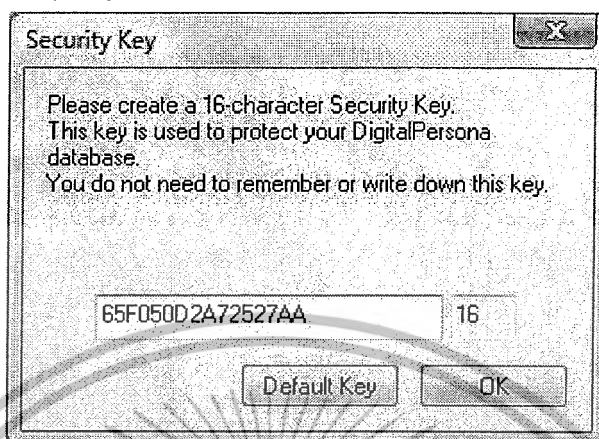 Security Key
Please create a 16-character Security Key.
This key is used to protect your DigitalPersona
database.
You do not need to remember or write down this key.
65F050D2A72527AA
16
Default Key
OK